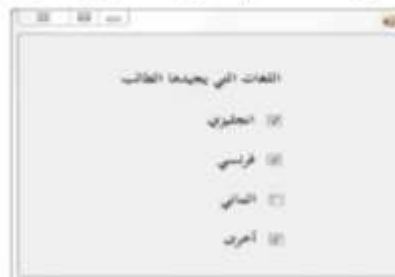 اللغات التي يجيدها الطالب
انجليزي
فرنسي
الماني
أخرى